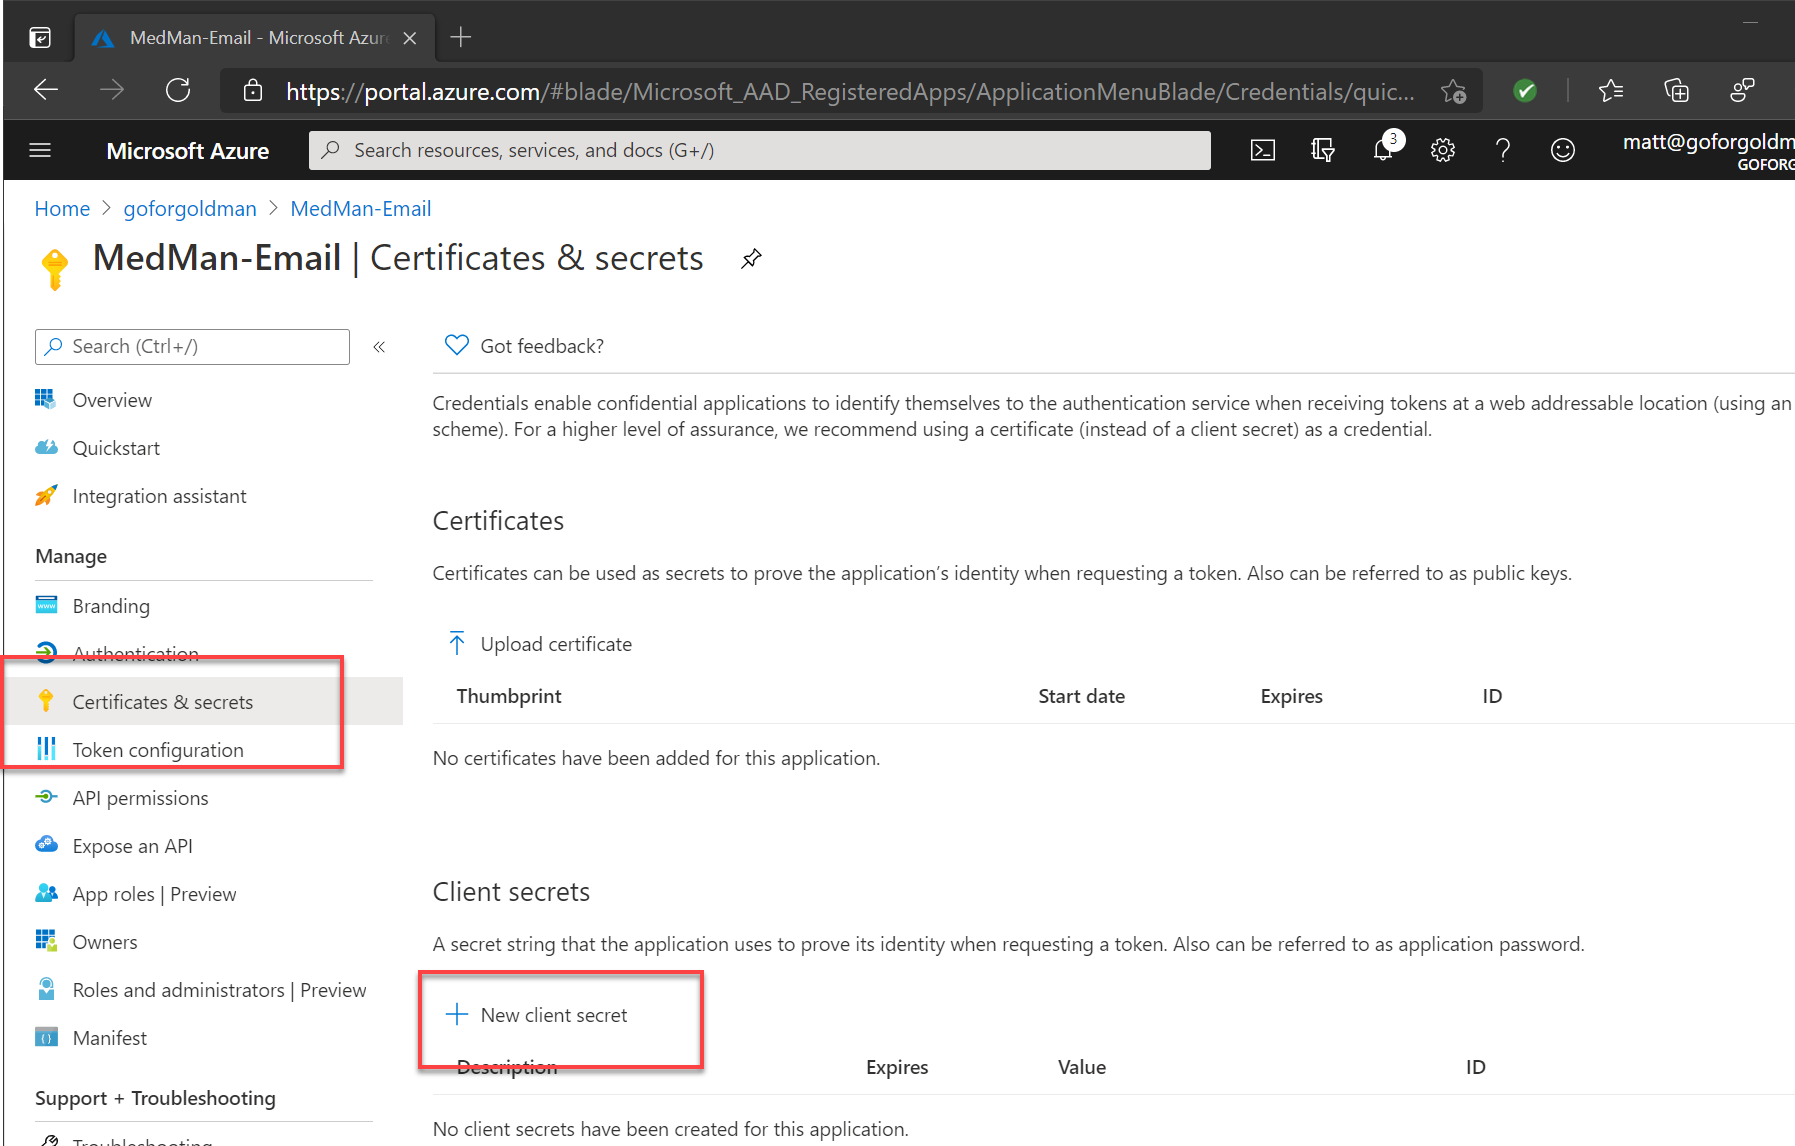 MedMan-Email - Microsoft Azure
https://portal.azure.com/#blade/Microsoft_AAD_RegisteredApps/ApplicationMenuBlade/Credentials/quic...
Microsoft Azure
Search resources, services, and docs (G+/)
3
matt@goforgoldm
GOFORG
Home > goforgoldman > MedMan-Email
MedMan-Email | Certificates & secrets
Search (Ctrl+/)
«
Got feedback?
Overview
Quickstart
Integration assistant
Manage
Branding
Authentication
Certificates & secrets
Token configuration
API permissions
Expose an API
App roles | Preview
Owners
Roles and administrators | Preview
Manifest
Support + Troubleshooting
Troubleshooting
Credentials enable confidential applications to identify themselves to the authentication service when receiving tokens at a web addressable location (using an
scheme). For a higher level of assurance, we recommend using a certificate (instead of a client secret) as a credential.
Certificates
Certificates can be used as secrets to prove the application's identity when requesting a token. Also can be referred to as public keys.
Upload certificate
Thumbprint Start date Expires ID
No certificates have been added for this application.
Client secrets
A secret string that the application uses to prove its identity when requesting a token. Also can be referred to as application password.
New client secret
Description Expires Value ID
No client secrets have been created for this application.